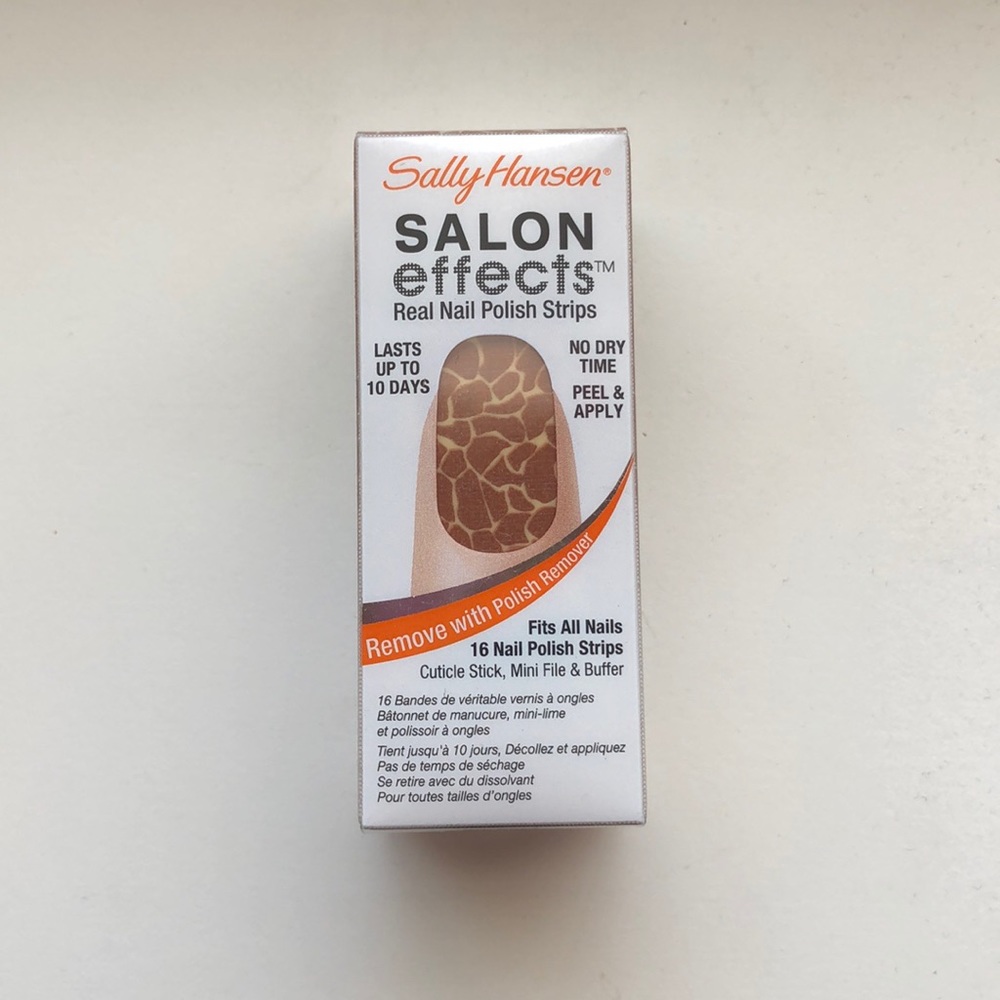 Sally Hansen®
SALON
effects™
Real Nail Polish Strips
LASTS
UP TO
10 DAYS
NO DRY
TIME
PEEL &
APPLY
Remove with Polish Remover
Fits All Nails
16 Nail Polish Strips
Cuticle Stick, Mini File & Buffer
16 Bandes de véritable vernis à ongles
Bâtonnet de manucure, mini-lime
et polissoir à ongles
Tient jusqu'à 10 jours, Décollez et appliquez
Pas de temps de séchage
Se retire avec du dissolvant
Pour toutes tailles d'ongles